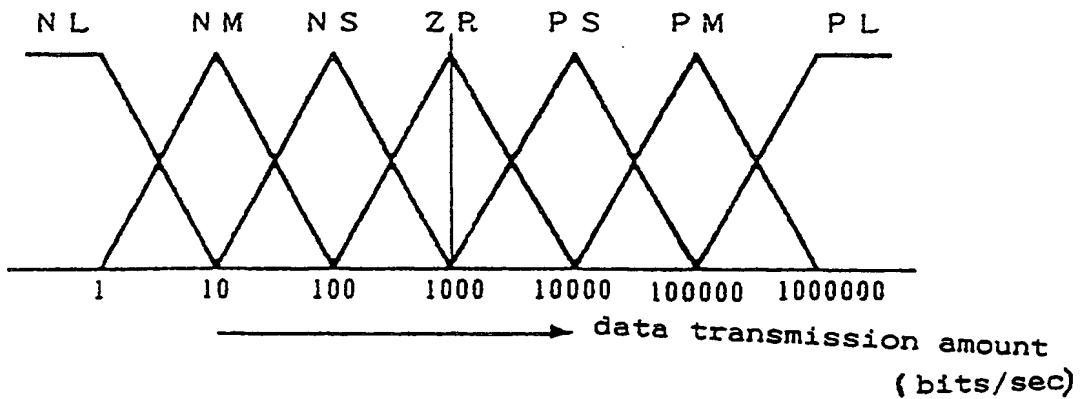 NL NM NS ZR PS PM PL
1 10 100 1000 10000 100000 1000000
data transmission amount
(bits/sec)